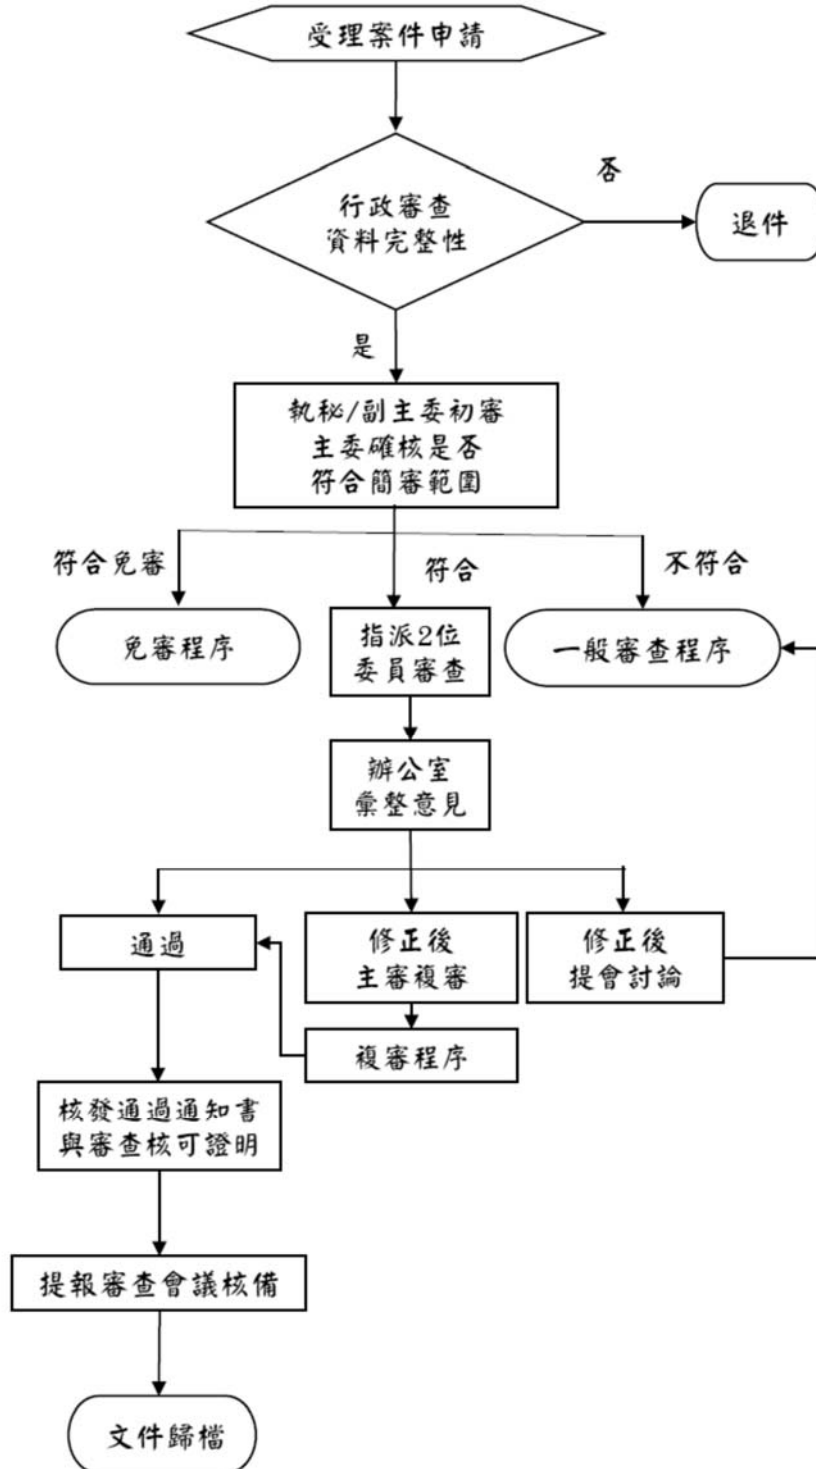 受理案件申請
行政審查
資料完整性
否
退件
是
執秘/副主委初審
主委確核是否
符合簡審範圍
符合免審
符合
不符合
免審程序
指派2位
委員審查
一般審查程序
辦公室
彙整意見
通過
修正後
主審複審
修正後
提會討論
複審程序
核發通過通知書
與審查核可證明
提報審查會議核備
文件歸檔